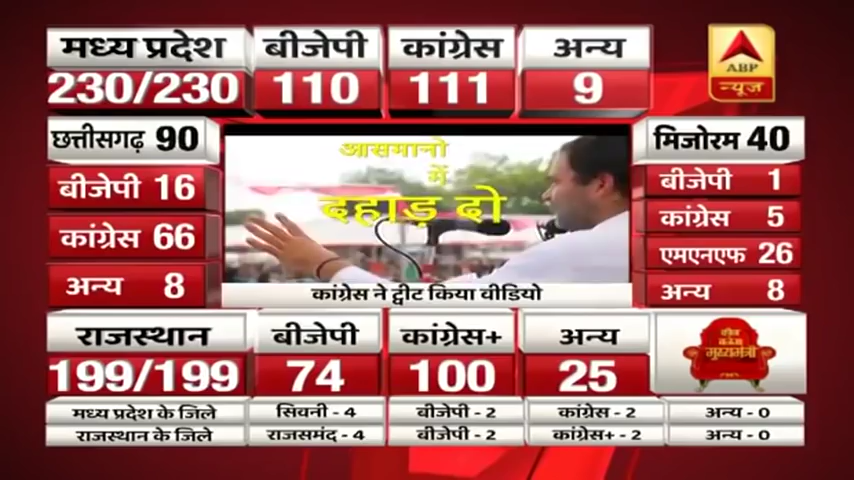 मध्य प्रदेश बीजेपी कांग्रेस अन्य
230/230 110 111 9
ABP
न्यूज़
छत्तीसगढ़ 90
बीजेपी 16
कांग्रेस 66
अन्य 8
आसमानो
में
दहाड़ दो
कांग्रेस ने ट्वीट किया वीडियो
मिजोरम 40
बीजेपी 1
कांग्रेस 5
एमएनएफ 26
अन्य 8
राजस्थान बीजेपी कांग्रेस+ अन्य
199/199 74 100 25
कौन बनेगा
मुख्यमंत्री
मध्य प्रदेश के जिले सिवनी - 4 बीजेपी - 2 कांग्रेस - 2 अन्य - 0
राजस्थान के जिले राजसमंद - 4 बीजेपी - 2 कांग्रेस+ - 2 अन्य - 0